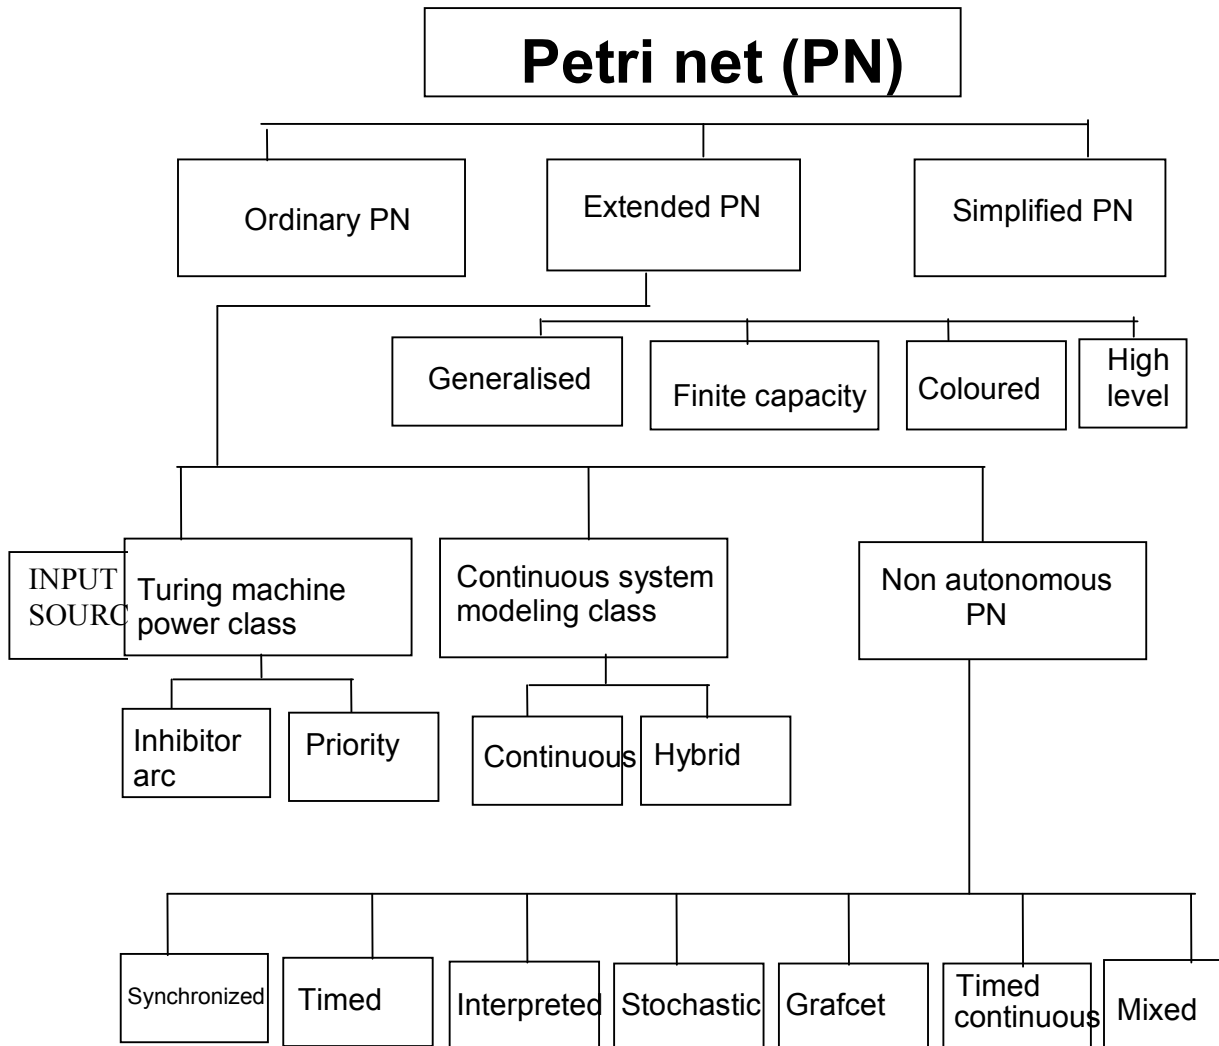 Petri net (PN)
Ordinary PN
Extended PN
Simplified PN
Generalised
Finite capacity
Coloured
High
level
INPUT
SOURC
Turing machine
power class
Continuous system
modeling class
Non autonomous
PN
Inhibitor
arc
Priority
Continuous
Hybrid
Synchronized
Timed
Interpreted
Stochastic
Grafcet
Timed
continuous
Mixed